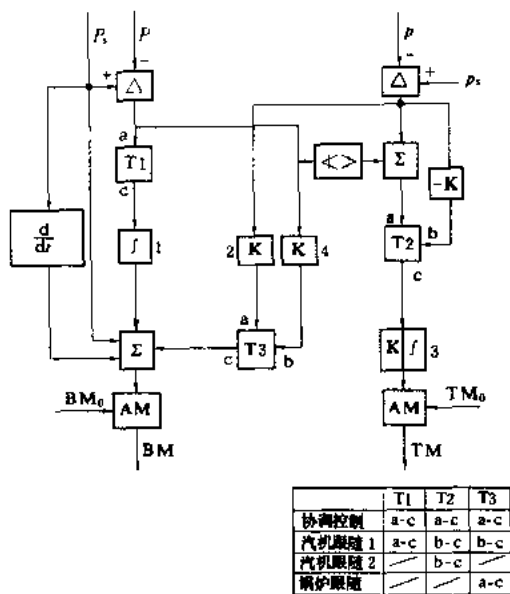 Pₛ P p
+ − − +
△ △ pₛ
a
T1 < > Σ −K
c a b
d/dt ∫ 1 2 K K 4 T2
c
a
Σ c T3 b K ∫ 3
BM₀ AM AM TM₀
BM TM
T1 T2 T3
协调控制 a-c a-c a-c
汽机跟随 1 a-c b-c b-c
汽机跟随 2 ／ b-c ／
锅炉跟随 ／ ／ a-c